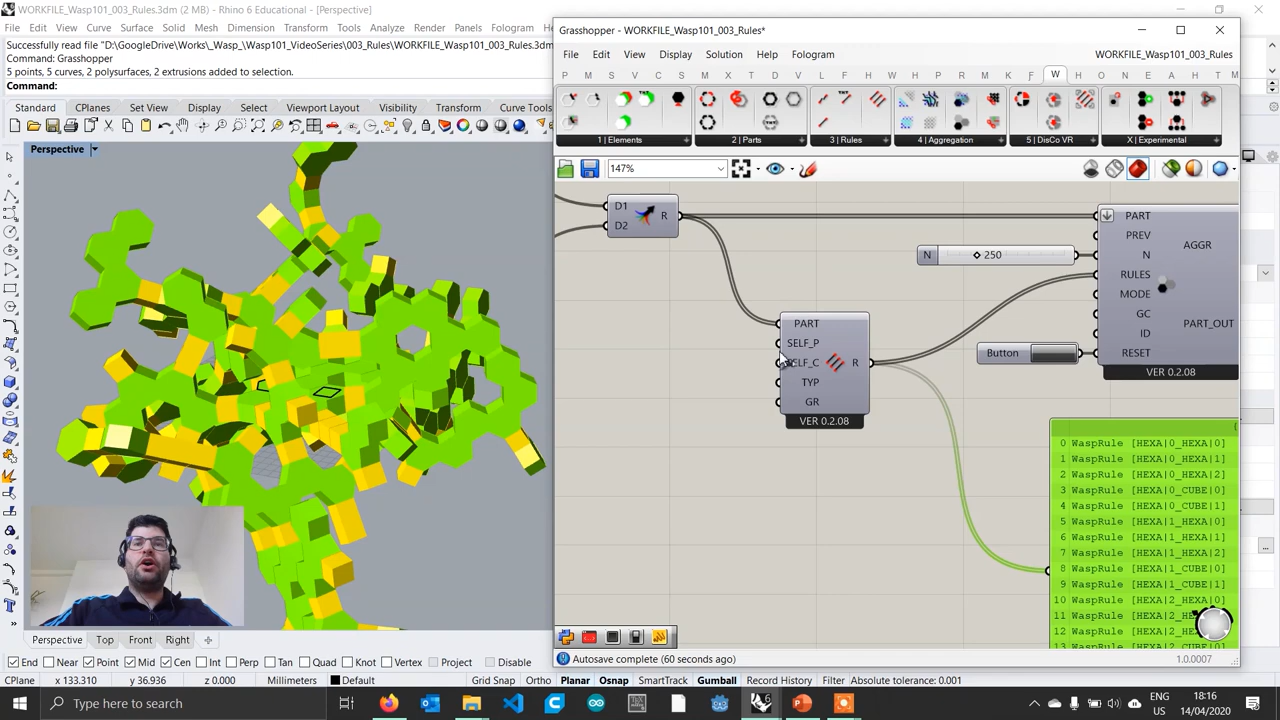 WORKFILE_Wasp101_003_Rules.3dm (2 MB) - Rhino 6 Educational - [Perspective]
File Edit View Curve Surface Solid Mesh Dimension Transform Tools Analyze Render Panels Fologram
Successfully read file "D:\GoogleDrive\Works\_Wasp_\Wasp101_VideoSeries\003_Rules\WORKFILE_Wasp101_003_Rules.3dm
Command: Grasshopper
5 points, 5 curves, 2 polysurfaces, 2 extrusions added to selection.
Command:
Standard CPlanes Set View Display Select Viewport Layout Visibility Transform Curve Tools
Perspective
Grasshopper - WORKFILE_Wasp101_003_Rules*
File Edit View Display Solution Help Fologram
WORKFILE_Wasp101_003_Rules
P M S I V C S M X T D V L F H W H O N E A T M
1 | Elements 2 | Parts 3 | Rules 4 | Aggregation 5 | DisCo VR X | Experimental
147%
D1 R
D2
N 250
PART
PREV
N
RULES
MODE
GC
ID
RESET
AGGR
PART_OUT
VER 0.2.08
Button
PART
SELF_P
SELF_C R
TYP
GR
VER 0.2.08
0 WaspRule [HEXA|0_HEXA|0]
1 WaspRule [HEXA|0_HEXA|1]
2 WaspRule [HEXA|0_HEXA|2]
3 WaspRule [HEXA|0_CUBE|0]
4 WaspRule [HEXA|0_CUBE|1]
5 WaspRule [HEXA|1_HEXA|0]
6 WaspRule [HEXA|1_HEXA|1]
7 WaspRule [HEXA|1_HEXA|2]
8 WaspRule [HEXA|1_CUBE|0]
9 WaspRule [HEXA|1_CUBE|1]
10 WaspRule [HEXA|2_HEXA|0]
11 WaspRule [HEXA|2
12 WaspRule [HEXA|2
Autosave complete (60 seconds ago)
1.0.0007
Perspective Top Front Right
End Near Point Mid Cen Int Perp Tan Quad Knot Vertex Project Disable
CPlane x 133.310 y 36.936 z 0.000 Millimeters Default Grid Snap Ortho Planar Osnap SmartTrack Gumball Record History Filter Absolute tolerance: 0.001
Type here to search
ENG
18:16
14/04/2020